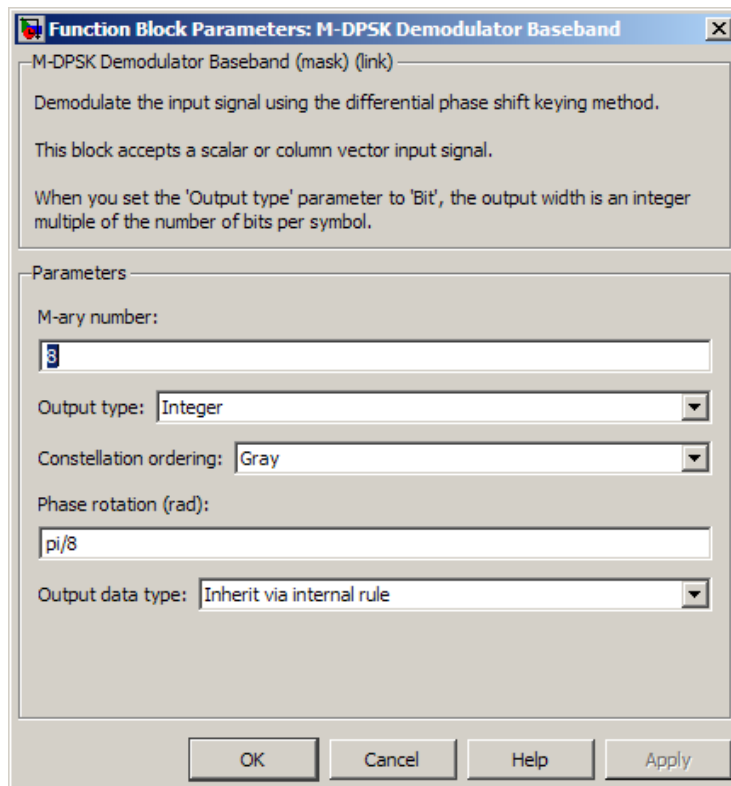 Function Block Parameters: M-DPSK Demodulator Baseband
M-DPSK Demodulator Baseband (mask) (link)
Demodulate the input signal using the differential phase shift keying method.
This block accepts a scalar or column vector input signal.
When you set the 'Output type' parameter to 'Bit', the output width is an integer
multiple of the number of bits per symbol.
Parameters
M-ary number:
8
Output type: Integer
Constellation ordering: Gray
Phase rotation (rad):
pi/8
Output data type: Inherit via internal rule
OK Cancel Help Apply